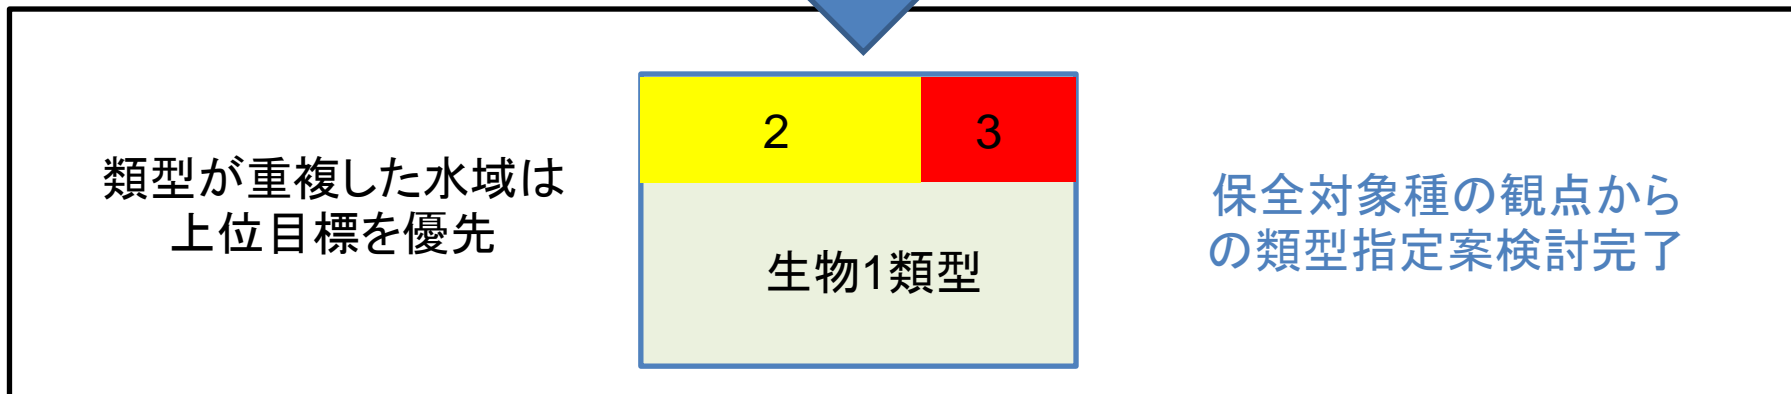 類型が重複した水域は
上位目標を優先
2
3
生物1類型
保全対象種の観点から
の類型指定案検討完了